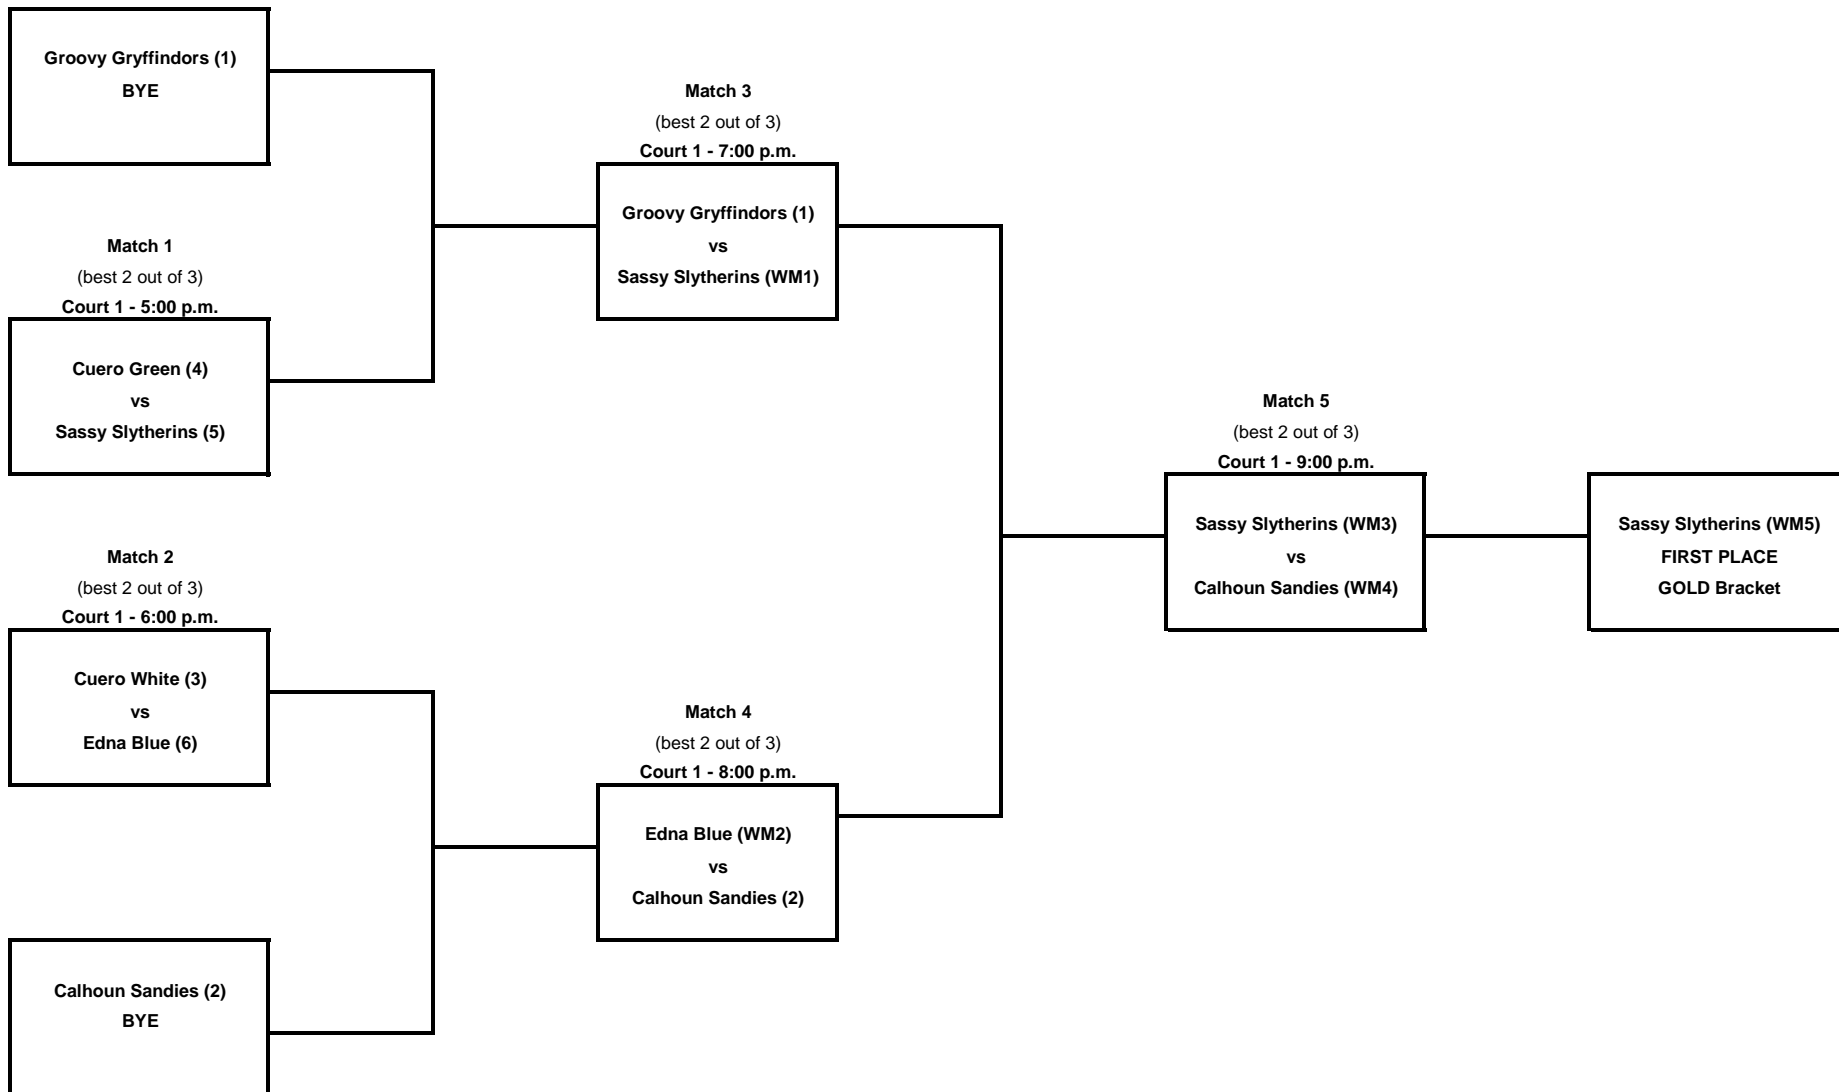 Groovy Gryffindors (1)
BYE
Match 1
(best 2 out of 3)
Court 1 - 5:00 p.m.
Cuero Green (4)
vs
Sassy Slytherins (5)
Match 2
(best 2 out of 3)
Court 1 - 6:00 p.m.
Cuero White (3)
vs
Edna Blue (6)
Calhoun Sandies (2)
BYE
Match 3
(best 2 out of 3)
Court 1 - 7:00 p.m.
Groovy Gryffindors (1)
vs
Sassy Slytherins (WM1)
Match 4
(best 2 out of 3)
Court 1 - 8:00 p.m.
Edna Blue (WM2)
vs
Calhoun Sandies (2)
Match 5
(best 2 out of 3)
Court 1 - 9:00 p.m.
Sassy Slytherins (WM3)
vs
Calhoun Sandies (WM4)
Sassy Slytherins (WM5)
FIRST PLACE
GOLD Bracket